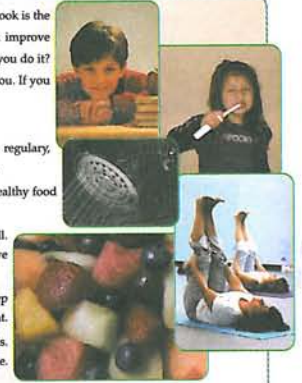 ook is the
improve
you do it?
ou. If you
regulary,
ealthy food
ll.
ve
p
t.
s.
e.